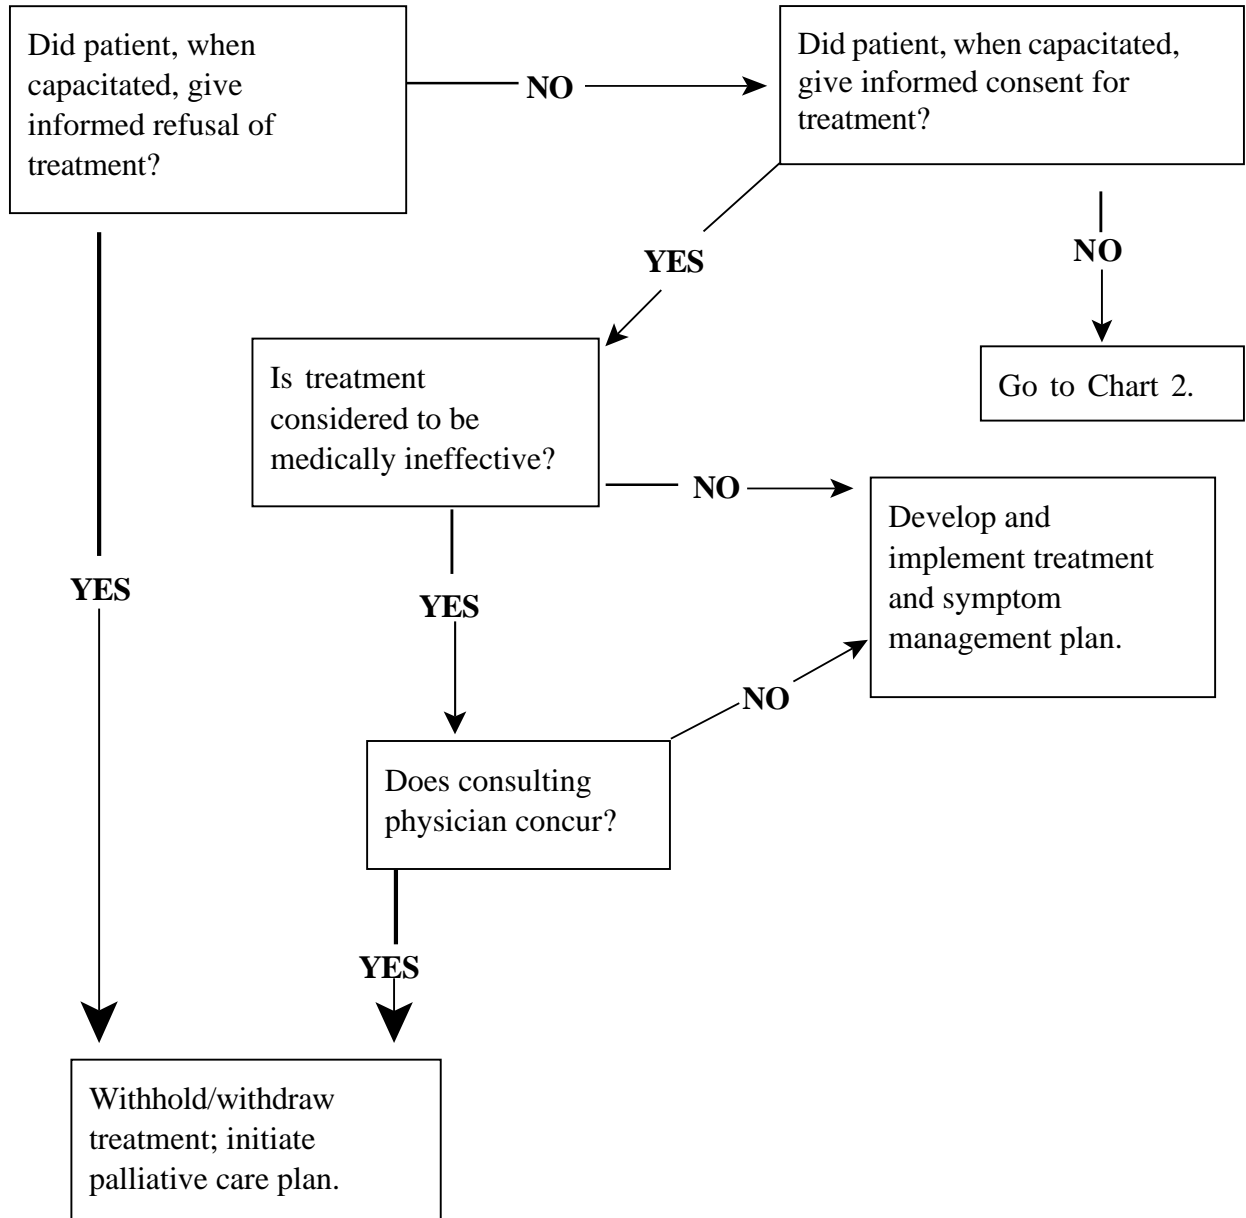 Did patient, when
capacitated, give
informed refusal of
treatment?
NO
Did patient, when capacitated,
give informed consent for
treatment?
YES
NO
Is treatment
considered to be
medically ineffective?
Go to Chart 2.
NO
Develop and
implement treatment
and symptom
management plan.
YES
YES
NO
Does consulting
physician concur?
YES
Withhold/withdraw
treatment; initiate
palliative care plan.